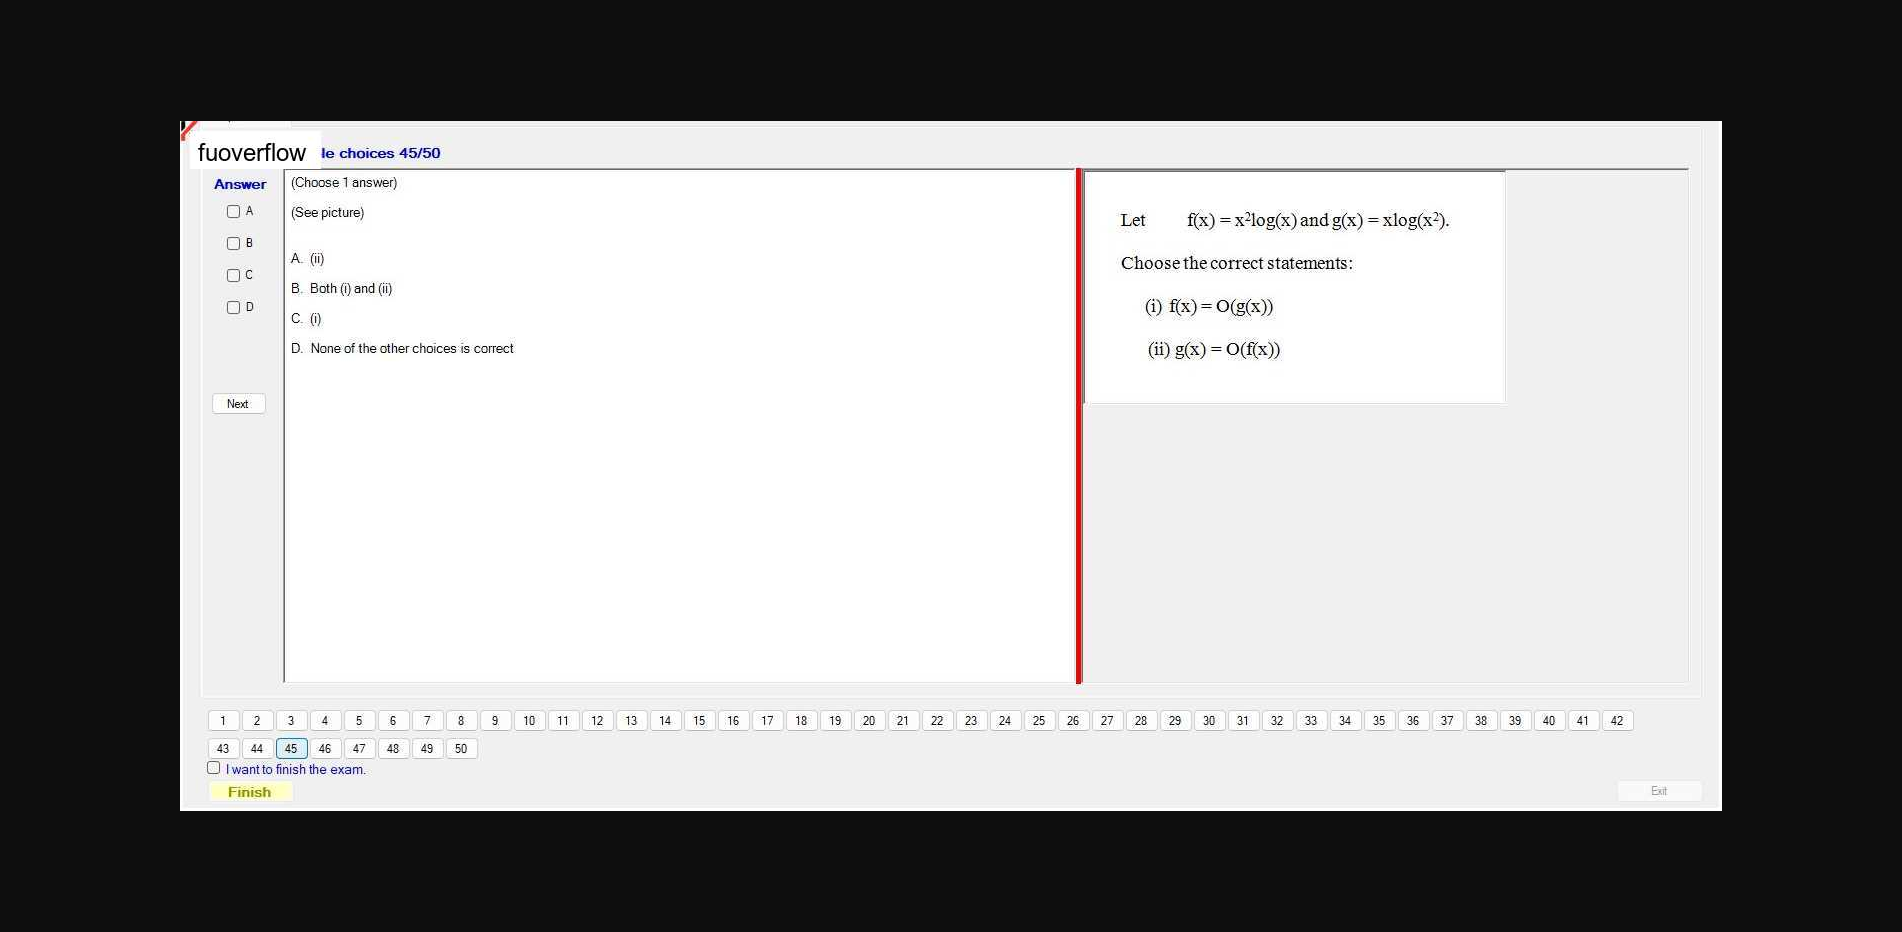 fuoverflow le choices 45/50
Answer
A
B
C
D
Next
(Choose 1 answer)
(See picture)
A. (ii)
B. Both (i) and (ii)
C. (i)
D. None of the other choices is correct
Let f(x) = x²log(x) and g(x) = xlog(x²).
Choose the correct statements:
(i) f(x) = O(g(x))
(ii) g(x) = O(f(x))
1 2 3 4 5 6 7 8 9 10 11 12 13 14 15 16 17 18 19 20 21 22 23 24 25 26 27 28 29 30 31 32 33 34 35 36 37 38 39 40 41 42
43 44 45 46 47 48 49 50
I want to finish the exam.
Finish
Exit